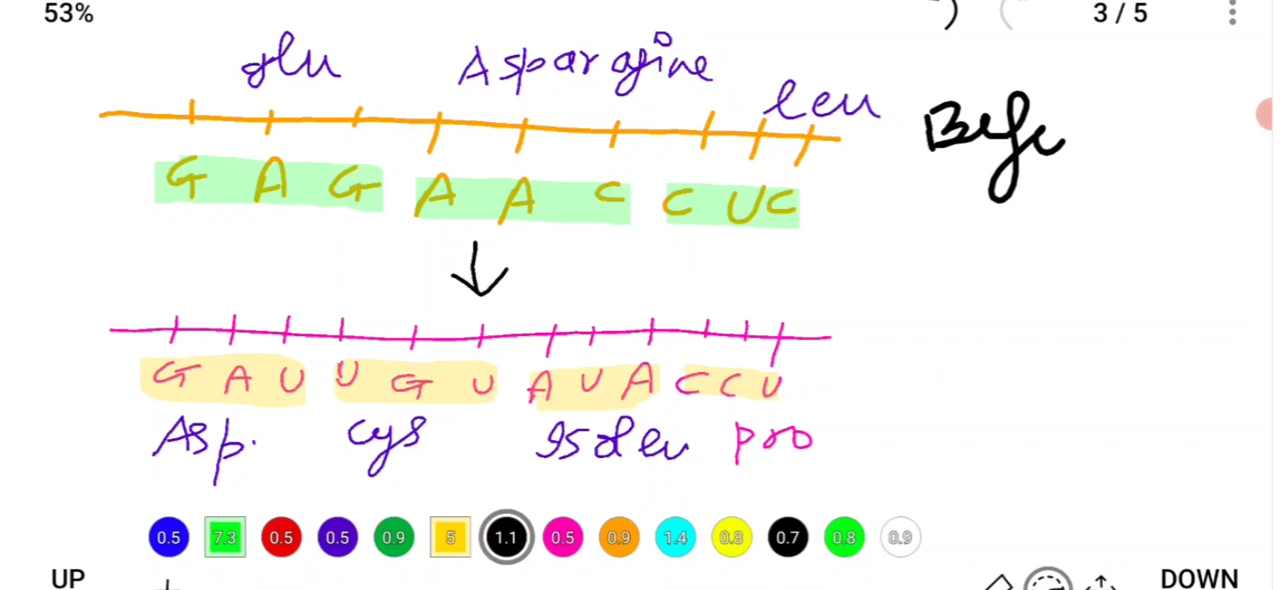 53% 3 / 5
glu Asparagine leu
G A G A A C C U C
G A U U G U A U A C C U
Asp. cys Isoleu pro
0.5 7.3 0.5 0.5 0.9 5 1.1 0.5 0.9 1.4 0.8 0.7 0.8 0.9
UP DOWN